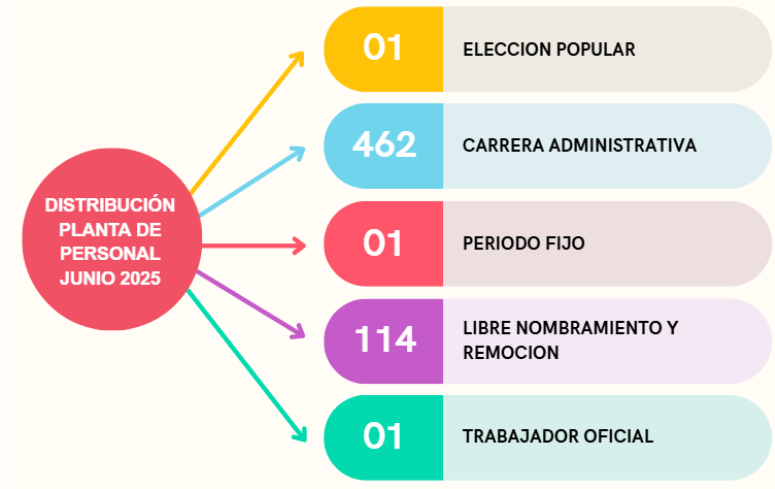 DISTRIBUCIÓN
PLANTA DE
PERSONAL
JUNIO 2025
01
ELECCION POPULAR
462
CARRERA ADMINISTRATIVA
01
PERIODO FIJO
114
LIBRE NOMBRAMIENTO Y
REMOCION
01
TRABAJADOR OFICIAL